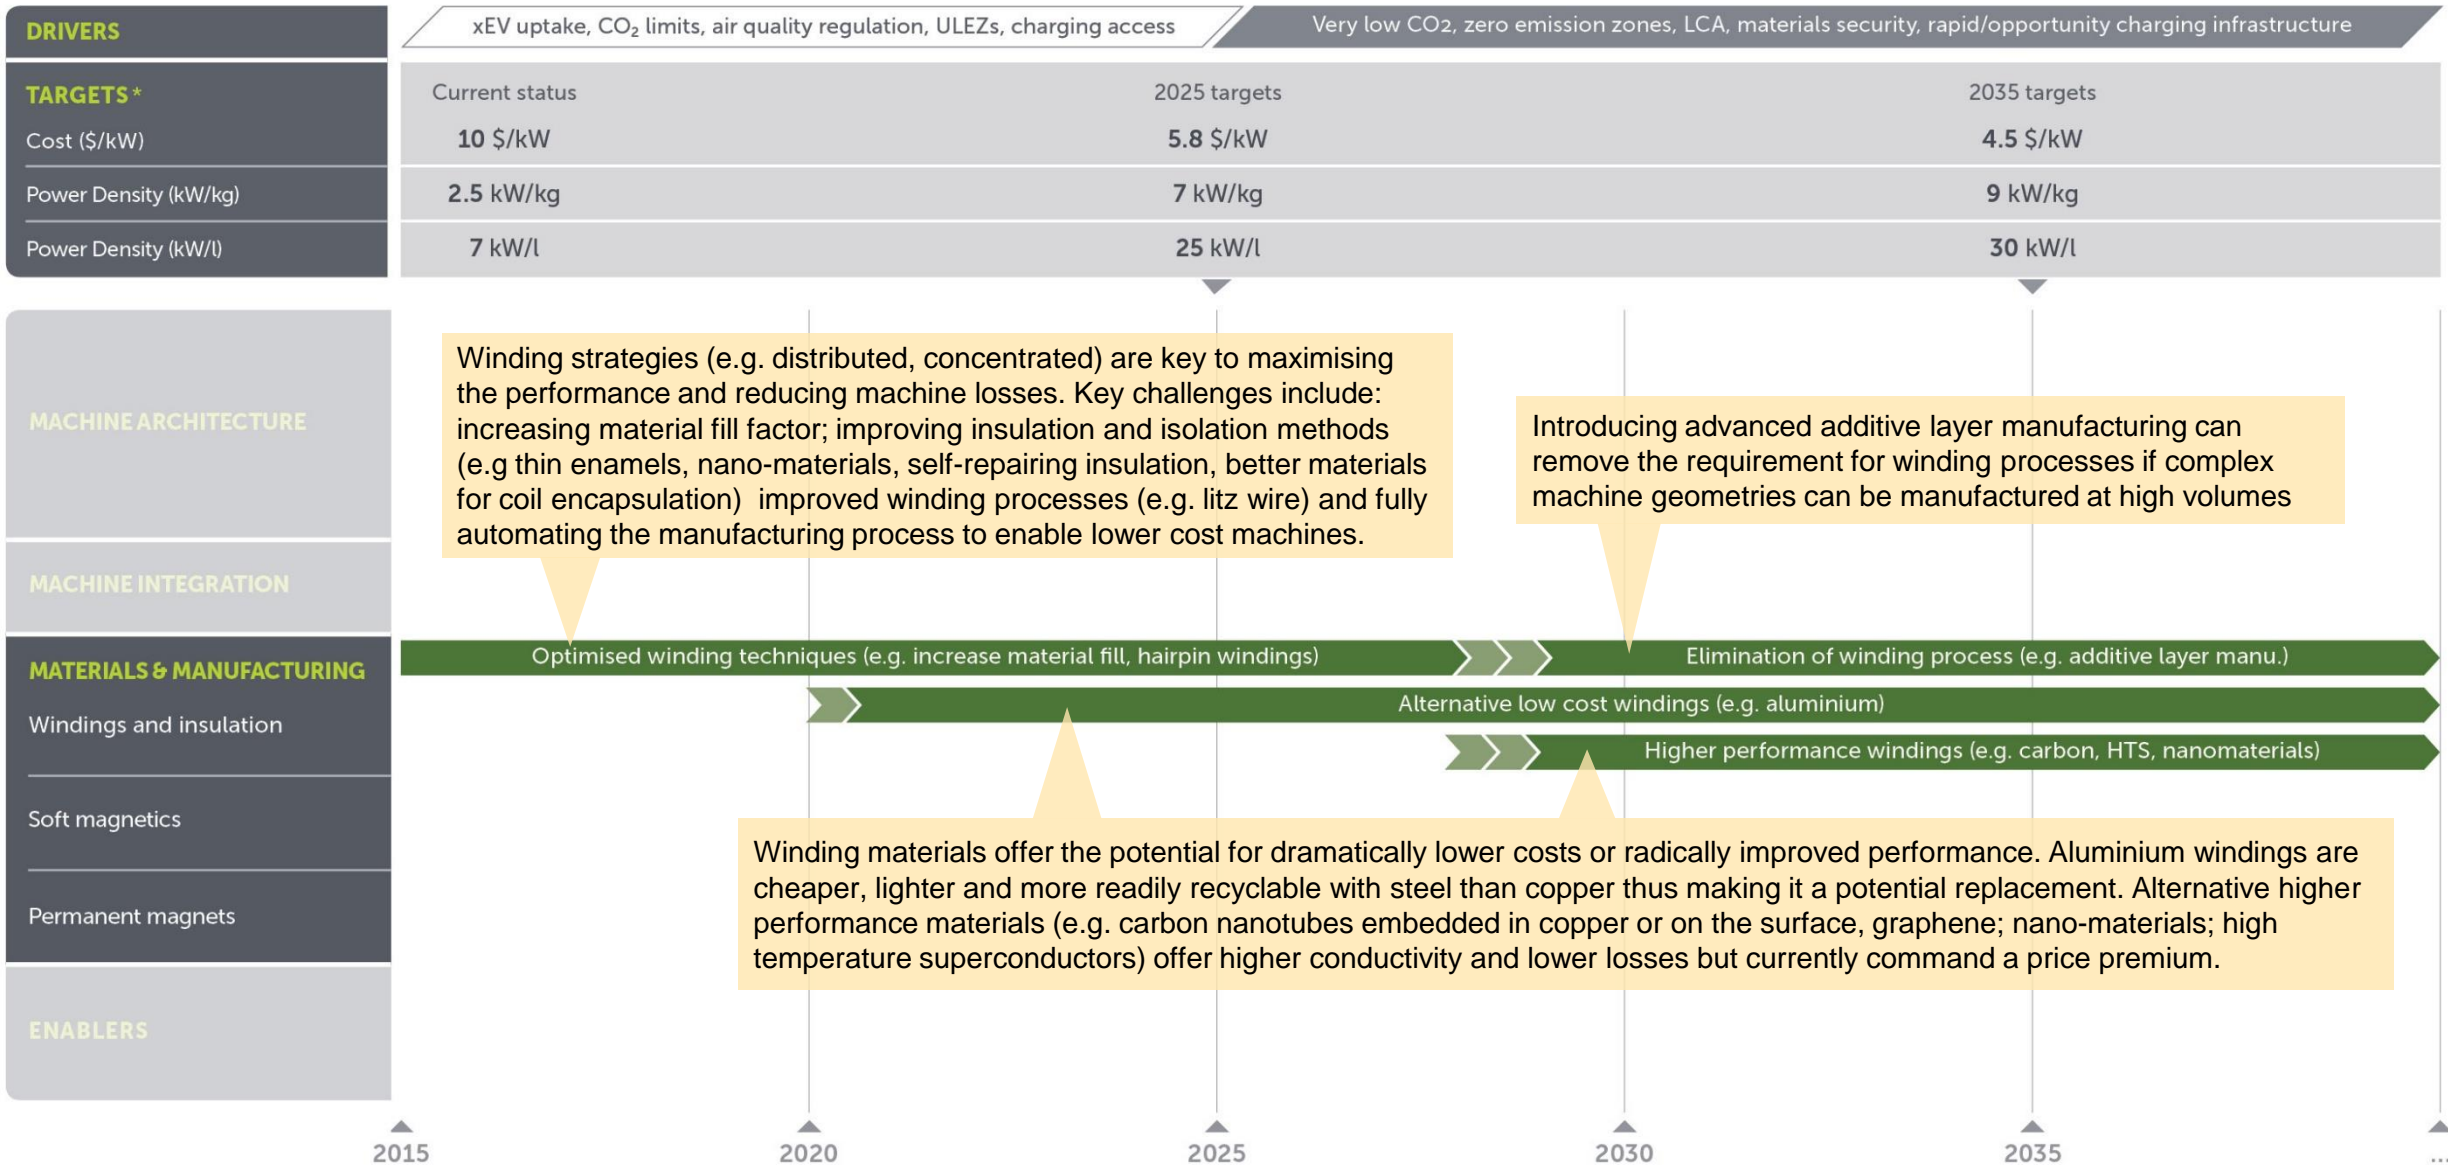 DRIVERS
xEV uptake, CO₂ limits, air quality regulation, ULEZs, charging access
Very low CO2, zero emission zones, LCA, materials security, rapid/opportunity charging infrastructure
TARGETS*
Current status
2025 targets
2035 targets
Cost ($/kW)
10 $/kW
5.8 $/kW
4.5 $/kW
Power Density (kW/kg)
2.5 kW/kg
7 kW/kg
9 kW/kg
Power Density (kW/l)
7 kW/l
25 kW/l
30 kW/l
MACHINE ARCHITECTURE
Winding strategies (e.g. distributed, concentrated) are key to maximising
the performance and reducing machine losses. Key challenges include:
increasing material fill factor; improving insulation and isolation methods
(e.g thin enamels, nano-materials, self-repairing insulation, better materials
for coil encapsulation) improved winding processes (e.g. litz wire) and fully
automating the manufacturing process to enable lower cost machines.
Introducing advanced additive layer manufacturing can
remove the requirement for winding processes if complex
machine geometries can be manufactured at high volumes
MACHINE INTEGRATION
MATERIALS & MANUFACTURING
Optimised winding techniques (e.g. increase material fill, hairpin windings)
Elimination of winding process (e.g. additive layer manu.)
Windings and insulation
Alternative low cost windings (e.g. aluminium)
Higher performance windings (e.g. carbon, HTS, nanomaterials)
Soft magnetics
Winding materials offer the potential for dramatically lower costs or radically improved performance. Aluminium windings are
cheaper, lighter and more readily recyclable with steel than copper thus making it a potential replacement. Alternative higher
performance materials (e.g. carbon nanotubes embedded in copper or on the surface, graphene; nano-materials; high
temperature superconductors) offer higher conductivity and lower losses but currently command a price premium.
Permanent magnets
ENABLERS
2015
2020
2025
2030
2035
...